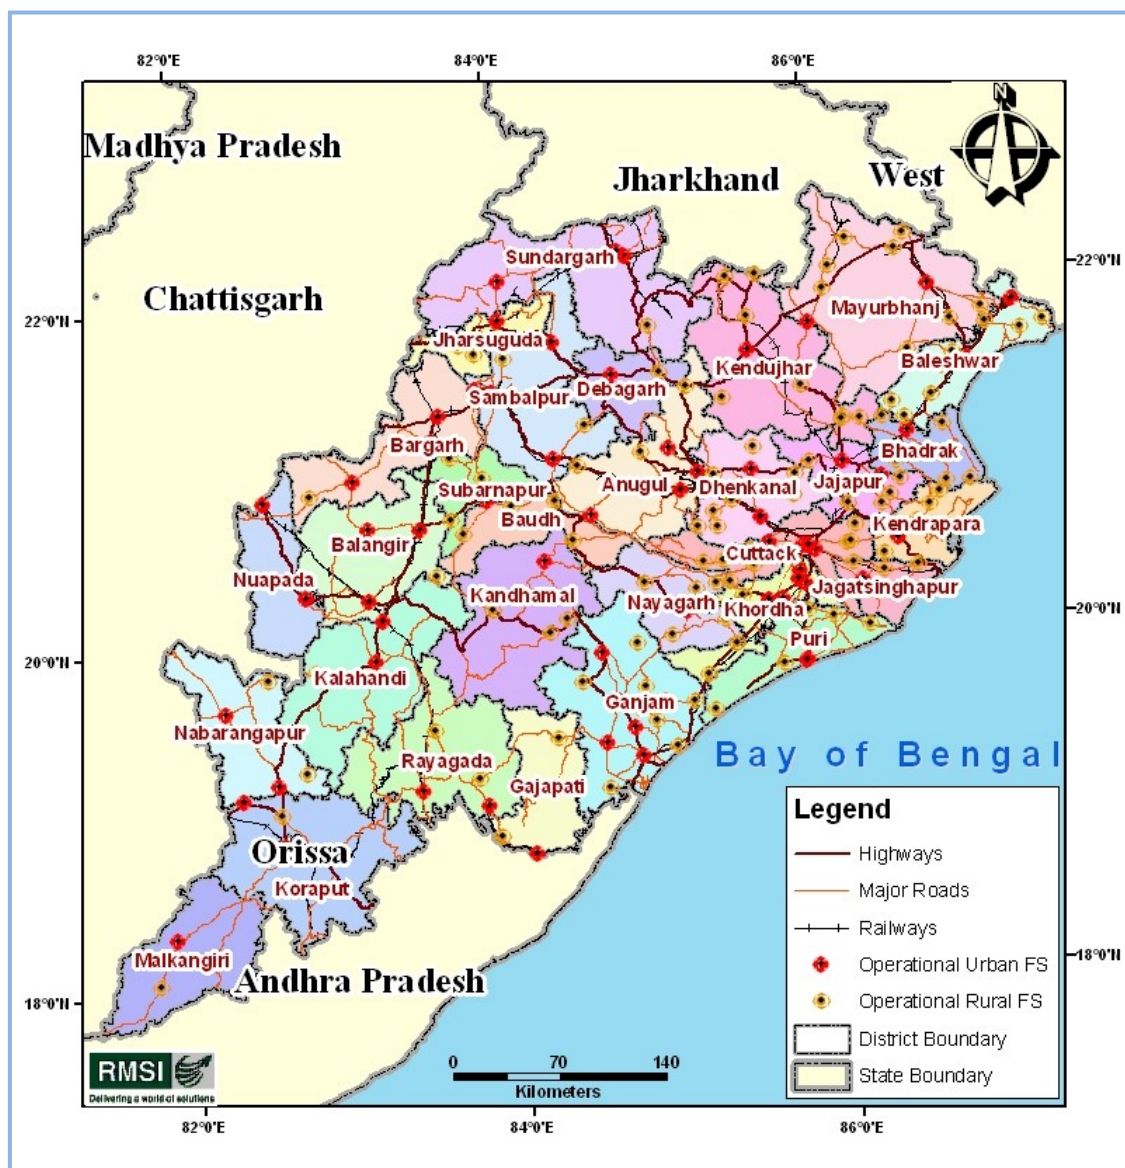 82°0'E 84°0'E 86°0'E
N
Madhya Pradesh
West
Jharkhand
Sundargarh
22°0'N
Chattisgarh
Mayurbhanj
22°0'N
Jharsuguda
Baleshwar
Kendujhar
Debagarh
Sambalpur
Bargarh
Bhadrak
Jajapur
Anugul
Dhenkanal
Subarnapur
Baudh
Kendrapara
Balangir
Cuttack
Nuapada
Jagatsinghapur
Kandhamal
Nayagarh
Khordha
20°0'N
Puri
20°0'N
Kalahandi
Ganjam
Nabarangapur
Bay of Bengal
Rayagada
Gajapati
Orissa
Koraput
Malkangiri
Andhra Pradesh
18°0'N
18°0'N
Legend
Highways
Major Roads
Railways
Operational Urban FS
Operational Rural FS
District Boundary
State Boundary
RMSI
Delivering a world of solutions
0 70 140
Kilometers
82°0'E 84°0'E 86°0'E